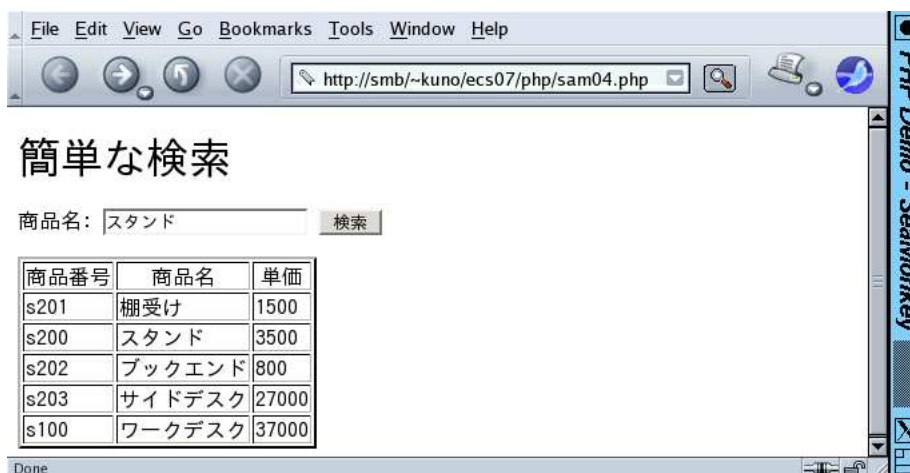 File Edit View Go Bookmarks Tools Window Help
http://smb/~kuno/ecs07/php/sam04.php
簡単な検索
商品名: スタンド 検索
商品番号 商品名 単価
s201 棚受け 1500
s200 スタンド 3500
s202 ブックエンド 800
s203 サイドデスク 27000
s100 ワークデスク 37000
Done
PHP Demo - SeaMonkey